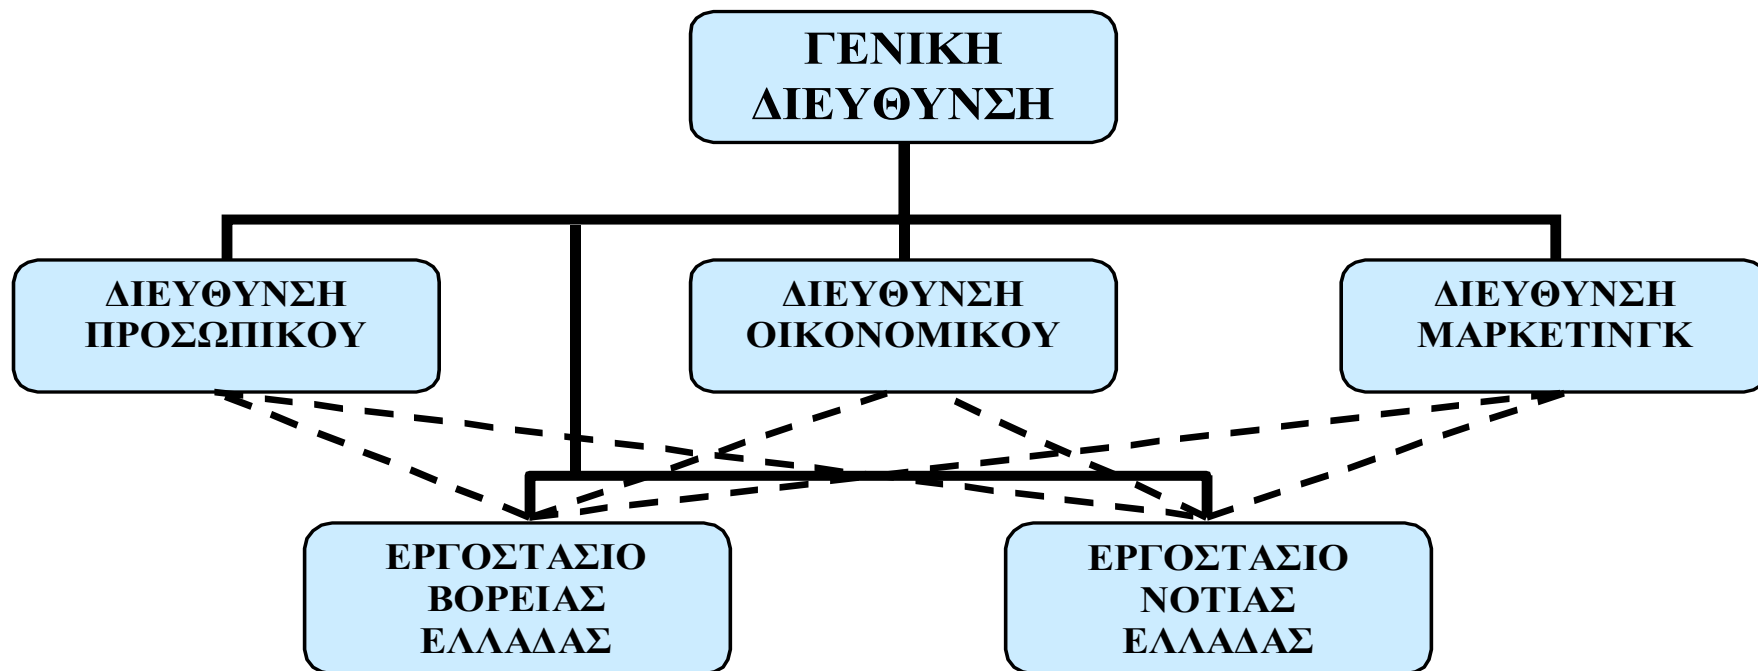 ΓΕΝΙΚΗ
ΔΙΕΥΘΥΝΣΗ
ΔΙΕΥΘΥΝΣΗ
ΠΡΟΣΩΠΙΚΟΥ
ΔΙΕΥΘΥΝΣΗ
ΟΙΚΟΝΟΜΙΚΟΥ
ΔΙΕΥΘΥΝΣΗ
ΜΑΡΚΕΤΙΝΓΚ
ΕΡΓΟΣΤΑΣΙΟ
ΒΟΡΕΙΑΣ
ΕΛΛΑΔΑΣ
ΕΡΓΟΣΤΑΣΙΟ
ΝΟΤΙΑΣ
ΕΛΛΑΔΑΣ